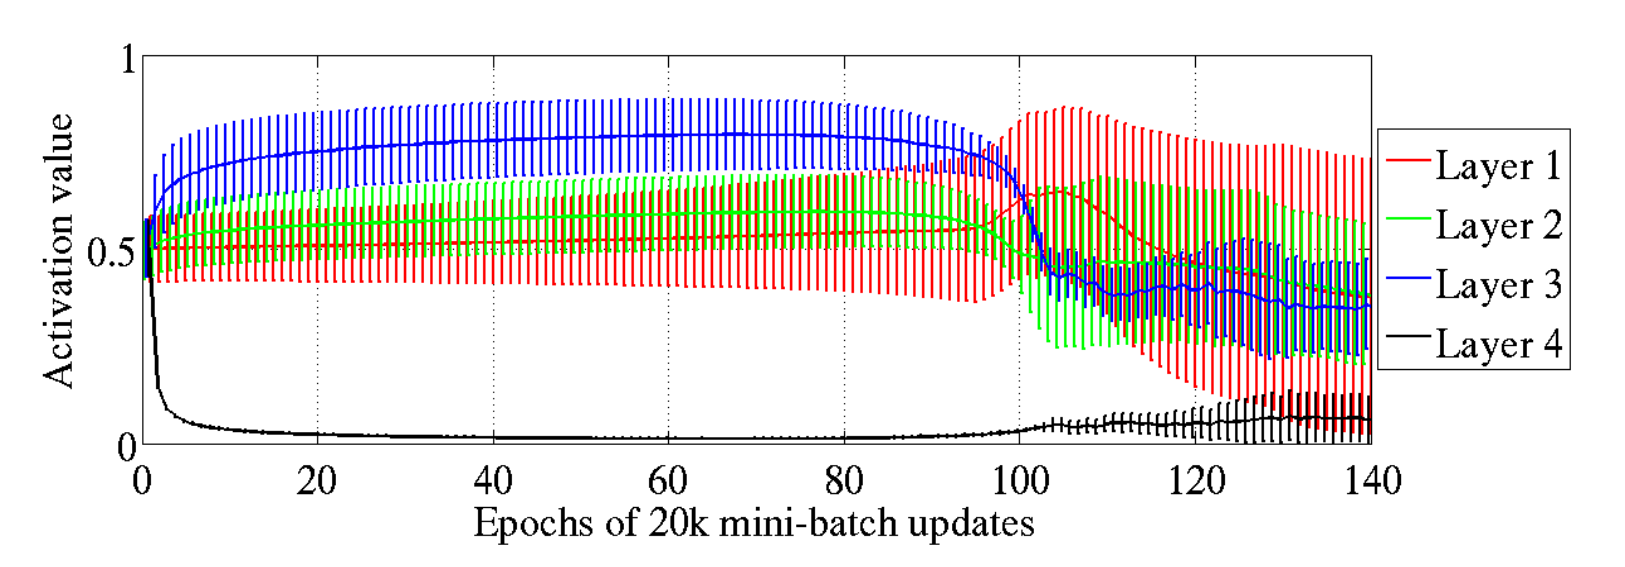 1
0.5
0
Activation value
0 20 40 60 80 100 120 140
Epochs of 20k mini-batch updates
Layer 1
Layer 2
Layer 3
Layer 4